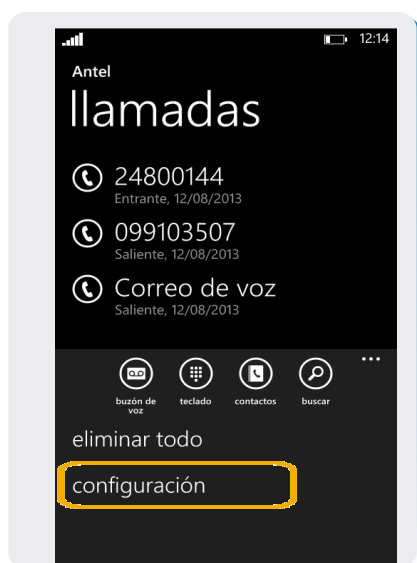 12:14
Antel
llamadas
24800144
Entrante, 12/08/2013
099103507
Saliente, 12/08/2013
Correo de voz
Saliente, 12/08/2013
...
buzón de voz
teclado
contactos
buscar
eliminar todo
configuración